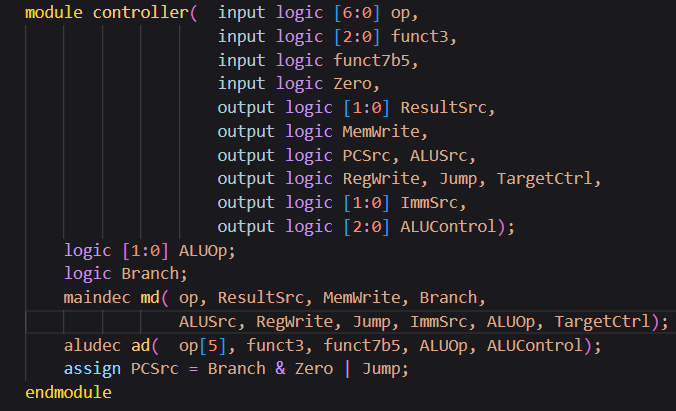 module controller(  input logic [6:0] op,
input logic [2:0] funct3,
input logic funct7b5,
input logic Zero,
output logic [1:0] ResultSrc,
output logic MemWrite,
output logic PCSrc, ALUSrc,
output logic RegWrite, Jump, TargetCtrl,
output logic [1:0] ImmSrc,
output logic [2:0] ALUControl);
logic [1:0] ALUOp;
logic Branch;
maindec md( op, ResultSrc, MemWrite, Branch,
ALUSrc, RegWrite, Jump, ImmSrc, ALUOp, TargetCtrl);
aludec ad(  op[5], funct3, funct7b5, ALUOp, ALUControl);
assign PCSrc = Branch & Zero | Jump;
endmodule